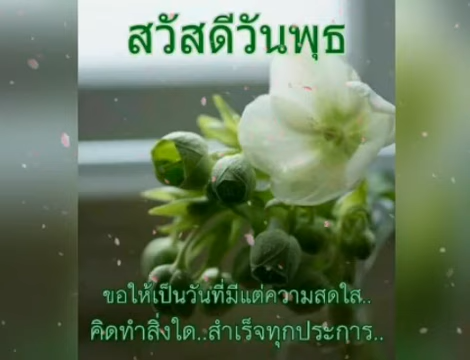 สวัสดีวันพุธ
ขอให้เป็นวันที่มีแต่ความสดใส..
คิดทำสิ่งใด..สำเร็จทุกประการ..